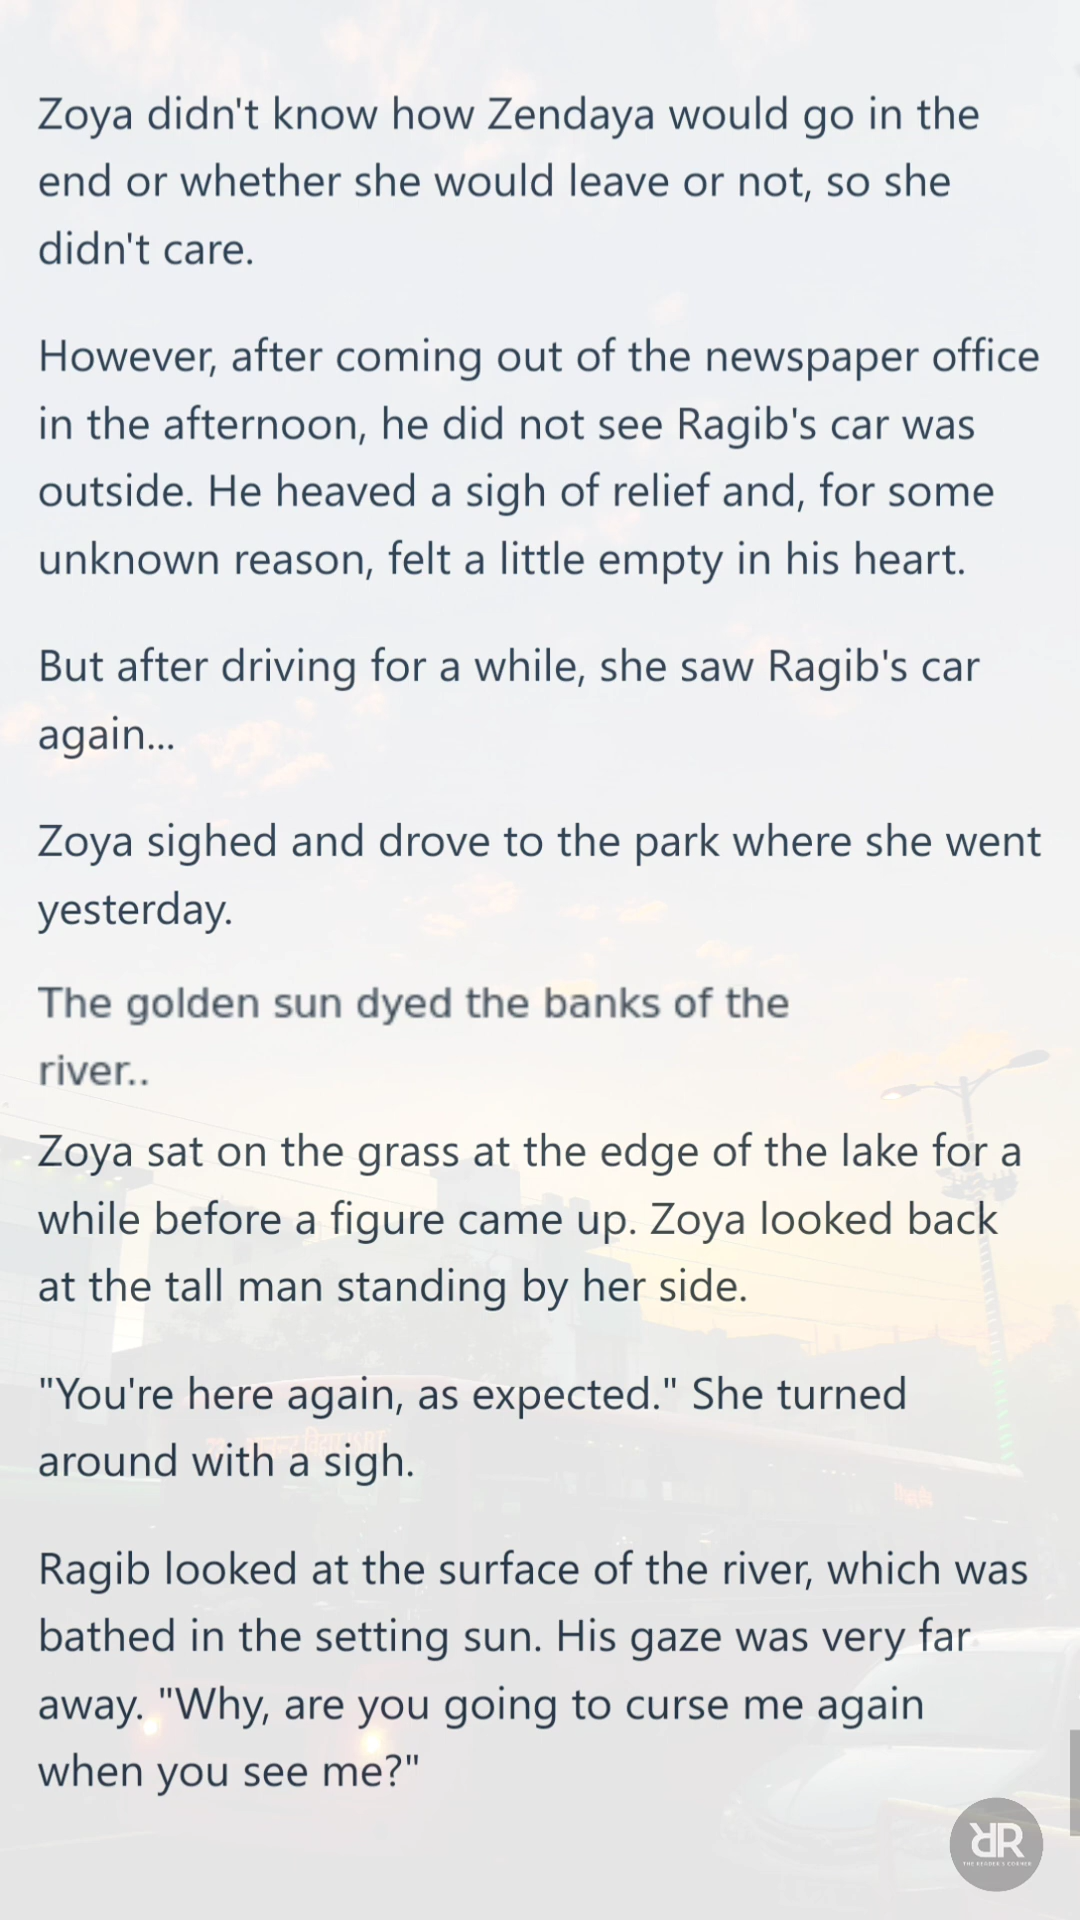 Zoya didn't know how Zendaya would go in the
end or whether she would leave or not, so she
didn't care.
However, after coming out of the newspaper office
in the afternoon, he did not see Ragib's car was
outside. He heaved a sigh of relief and, for some
unknown reason, felt a little empty in his heart.
But after driving for a while, she saw Ragib's car
again...
Zoya sighed and drove to the park where she went
yesterday.
The golden sun dyed the banks of the
river..
Zoya sat on the grass at the edge of the lake for a
while before a figure came up. Zoya looked back
at the tall man standing by her side.
"You're here again, as expected." She turned
around with a sigh.
Ragib looked at the surface of the river, which was
bathed in the setting sun. His gaze was very far
away. "Why, are you going to curse me again
when you see me?"
RR
THE READER'S CORNER